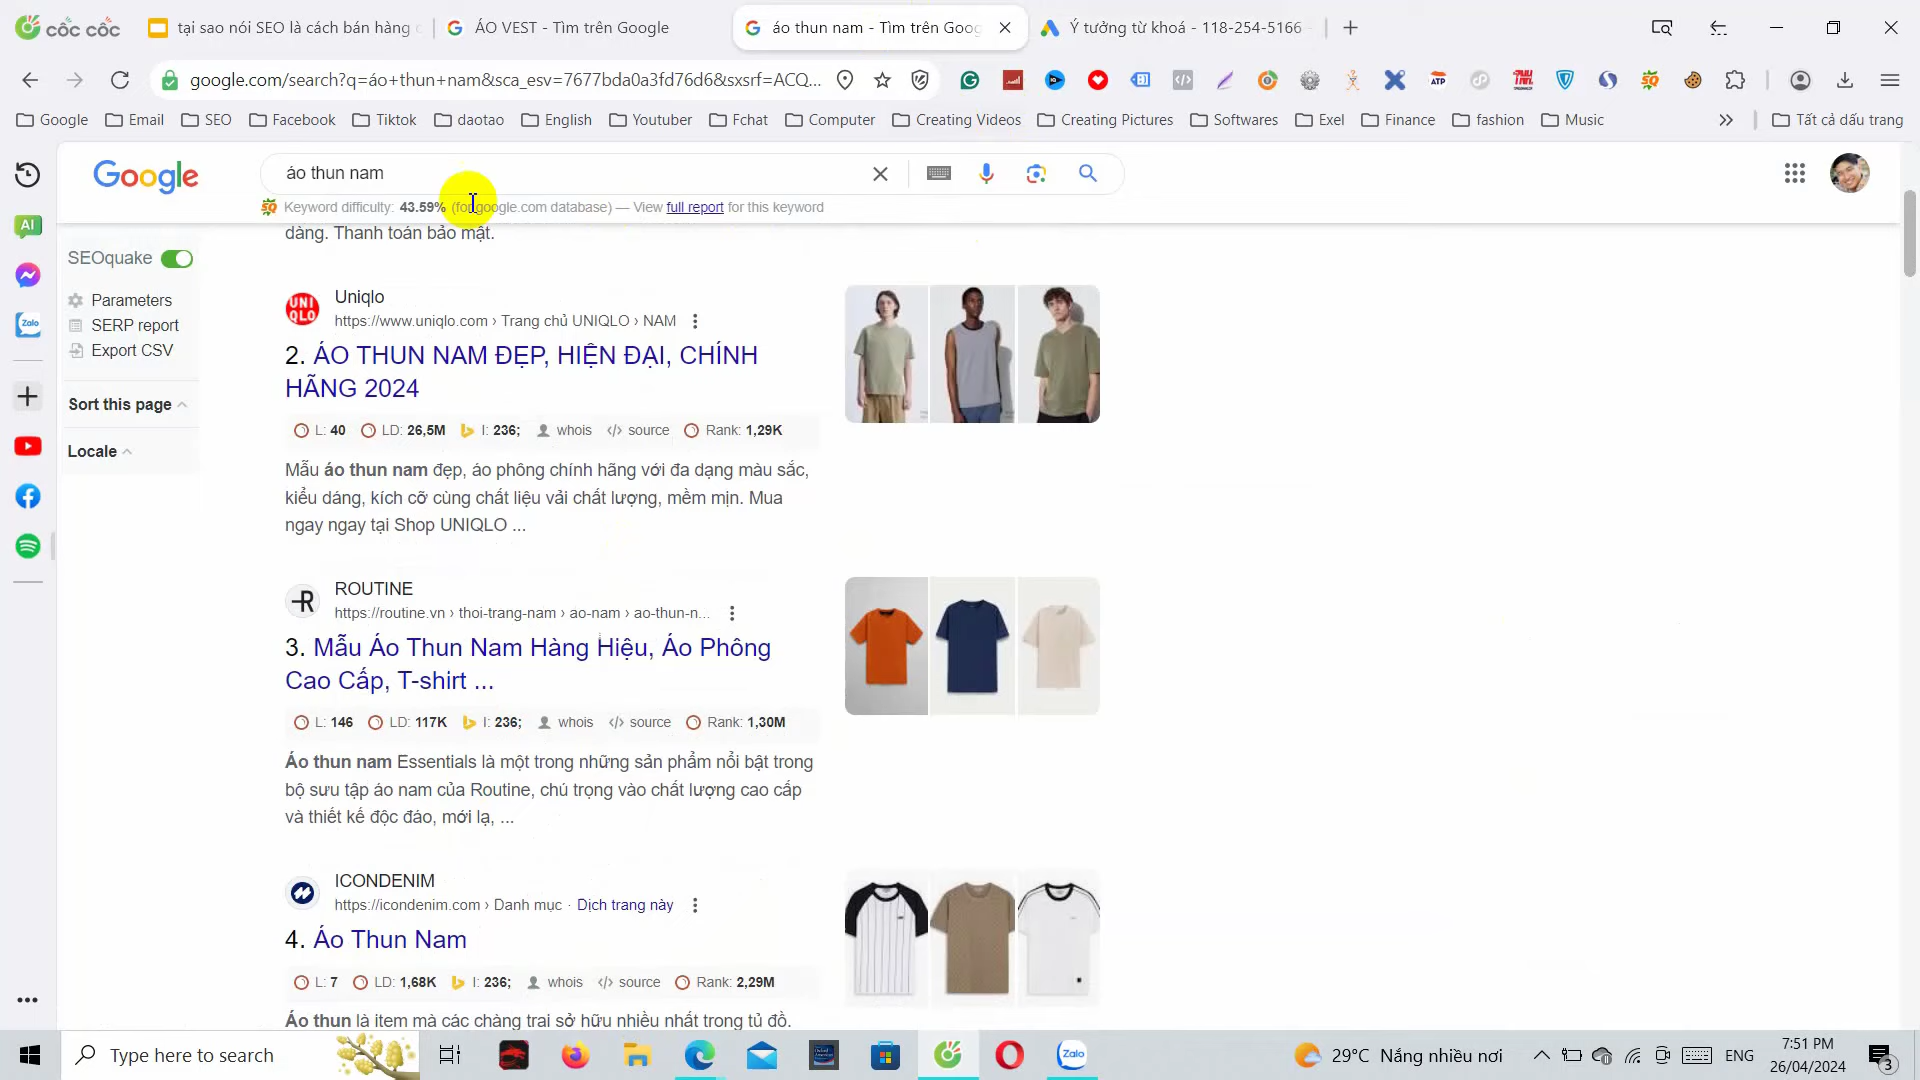 cốc cốc
tại sao nói SEO là cách bán hàng
ÁO VEST - Tìm trên Google
áo thun nam - Tìm trên Goog
Ý tưởng từ khoá - 118-254-5166
google.com/search?q=áo+thun+nam&sca_esv=7677bda0a3fd76d6&sxsrf=ACQ...
Google
Email
SEO
Facebook
Tiktok
daotao
English
Youtuber
Fchat
Computer
Creating Videos
Creating Pictures
Softwares
Exel
Finance
fashion
Music
Tất cả dấu trang
Google
áo thun nam
Keyword difficulty: 43.59% (for google.com database) — View full report for this keyword
dàng. Thanh toán bảo mật.
AI
Zalo
SEOquake
Parameters
SERP report
Export CSV
Sort this page
Locale
UNI
QLO
Uniqlo
https://www.uniqlo.com › Trang chủ UNIQLO › NAM
2. ÁO THUN NAM ĐẸP, HIỆN ĐẠI, CHÍNH
HÃNG 2024
L: 40 LD: 26,5M I: 236; whois source Rank: 1,29K
Mẫu áo thun nam đẹp, áo phông chính hãng với đa dạng màu sắc,
kiểu dáng, kích cỡ cùng chất liệu vải chất lượng, mềm mịn. Mua
ngay ngay tại Shop UNIQLO ...
ROUTINE
https://routine.vn › thoi-trang-nam › ao-nam › ao-thun-n...
3. Mẫu Áo Thun Nam Hàng Hiệu, Áo Phông
Cao Cấp, T-shirt ...
L: 146 LD: 117K I: 236; whois source Rank: 1,30M
Áo thun nam Essentials là một trong những sản phẩm nổi bật trong
bộ sưu tập áo nam của Routine, chú trọng vào chất lượng cao cấp
và thiết kế độc đáo, mới lạ, ...
ICONDENIM
https://icondenim.com › Danh mục · Dịch trang này
4. Áo Thun Nam
L: 7 LD: 1,68K I: 236; whois source Rank: 2,29M
Áo thun là item mà các chàng trai sở hữu nhiều nhất trong tủ đồ.
Type here to search
Zalo
29°C Nắng nhiều nơi
ENG
7:51 PM
26/04/2024
3